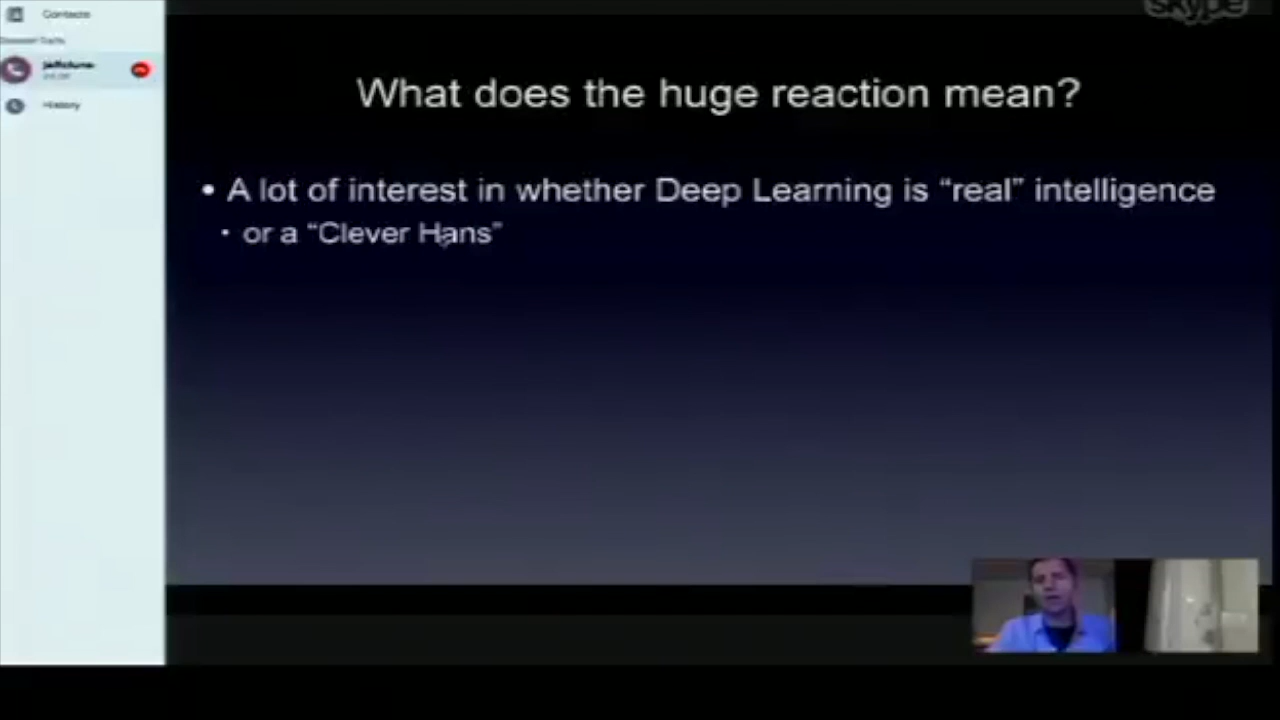 Contacts
skype
History
What does the huge reaction mean?
• A lot of interest in whether Deep Learning is “real” intelligence
• or a “Clever Hans”